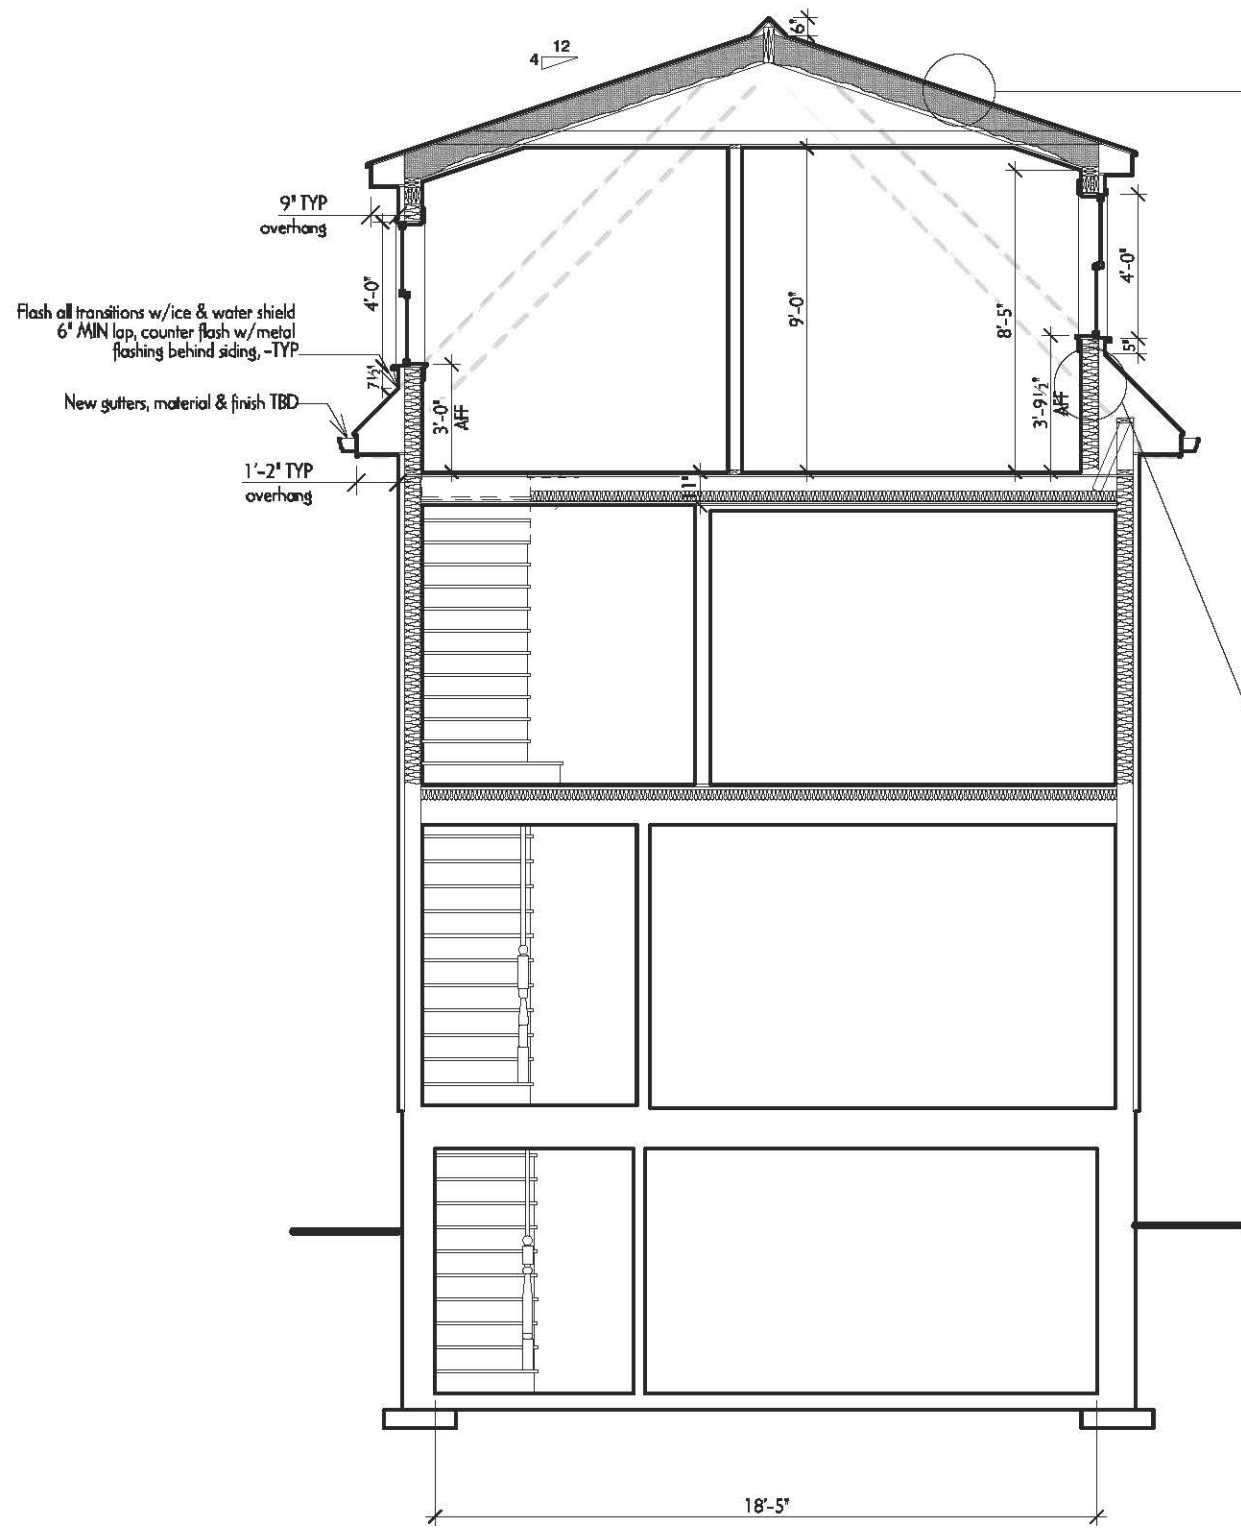 6"
12
4
9" TYP
overhang
4'-0"
9'-0"
8'-5"
4'-0"
Flash all transitions w/ice & water shield
6" MIN lap, counter flash w/metal
flashing behind siding, -TYP
5"
7½"
New gutters, material & finish TBD
3'-0"
AFF
3'-9½"
AFF
1'-2" TYP
overhang
11"
18'-5"